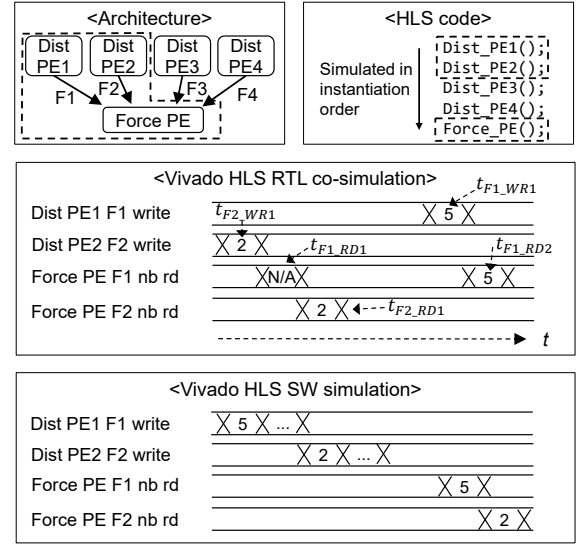 <Architecture>
Dist PE1
Dist PE2
Dist PE3
Dist PE4
F1
F2
F3
F4
Force PE
<HLS code>
Simulated in
instantiation
order
Dist_PE1();
Dist_PE2();
Dist_PE3();
Dist_PE4();
Force_PE();
<Vivado HLS RTL co-simulation>
t_F1_WR1
Dist PE1 F1 write
5
t_F2_WR1
Dist PE2 F2 write
2
t_F1_RD1
t_F1_RD2
Force PE F1 nb rd
N/A
5
Force PE F2 nb rd
2
t_F2_RD1
t
<Vivado HLS SW simulation>
Dist PE1 F1 write
5 ...
Dist PE2 F2 write
2 ...
Force PE F1 nb rd
5
Force PE F2 nb rd
2